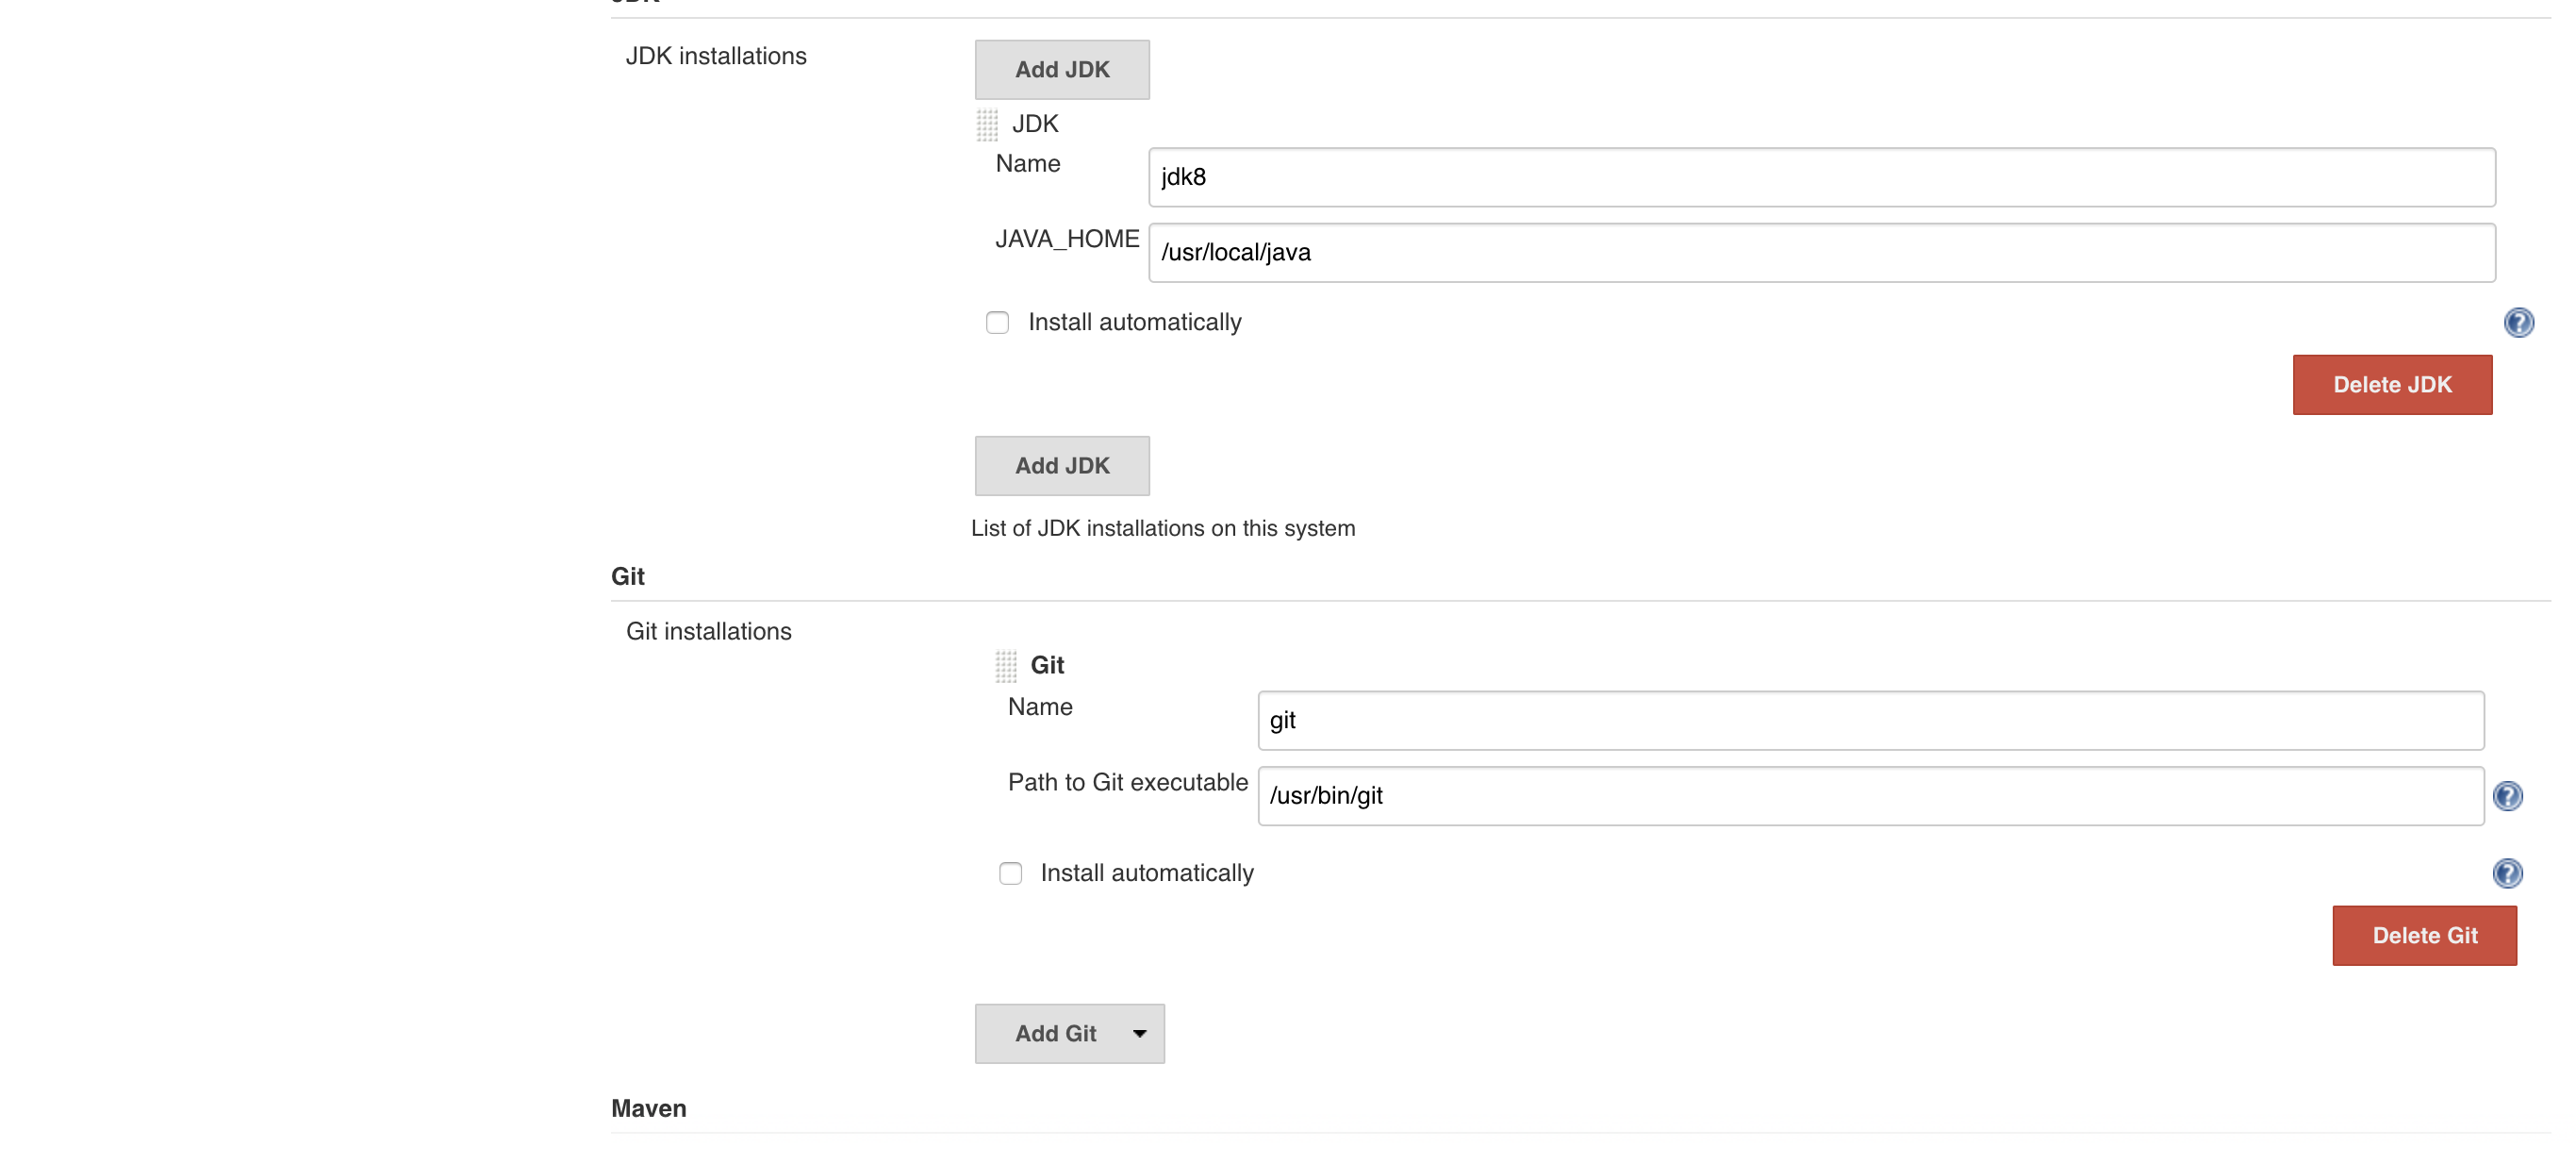 JDK
JDK installations
Add JDK
JDK
Name
jdk8
JAVA_HOME
/usr/local/java
Install automatically
Delete JDK
Add JDK
List of JDK installations on this system
Git
Git installations
Git
Name
git
Path to Git executable
/usr/bin/git
Install automatically
Delete Git
Add Git
Maven